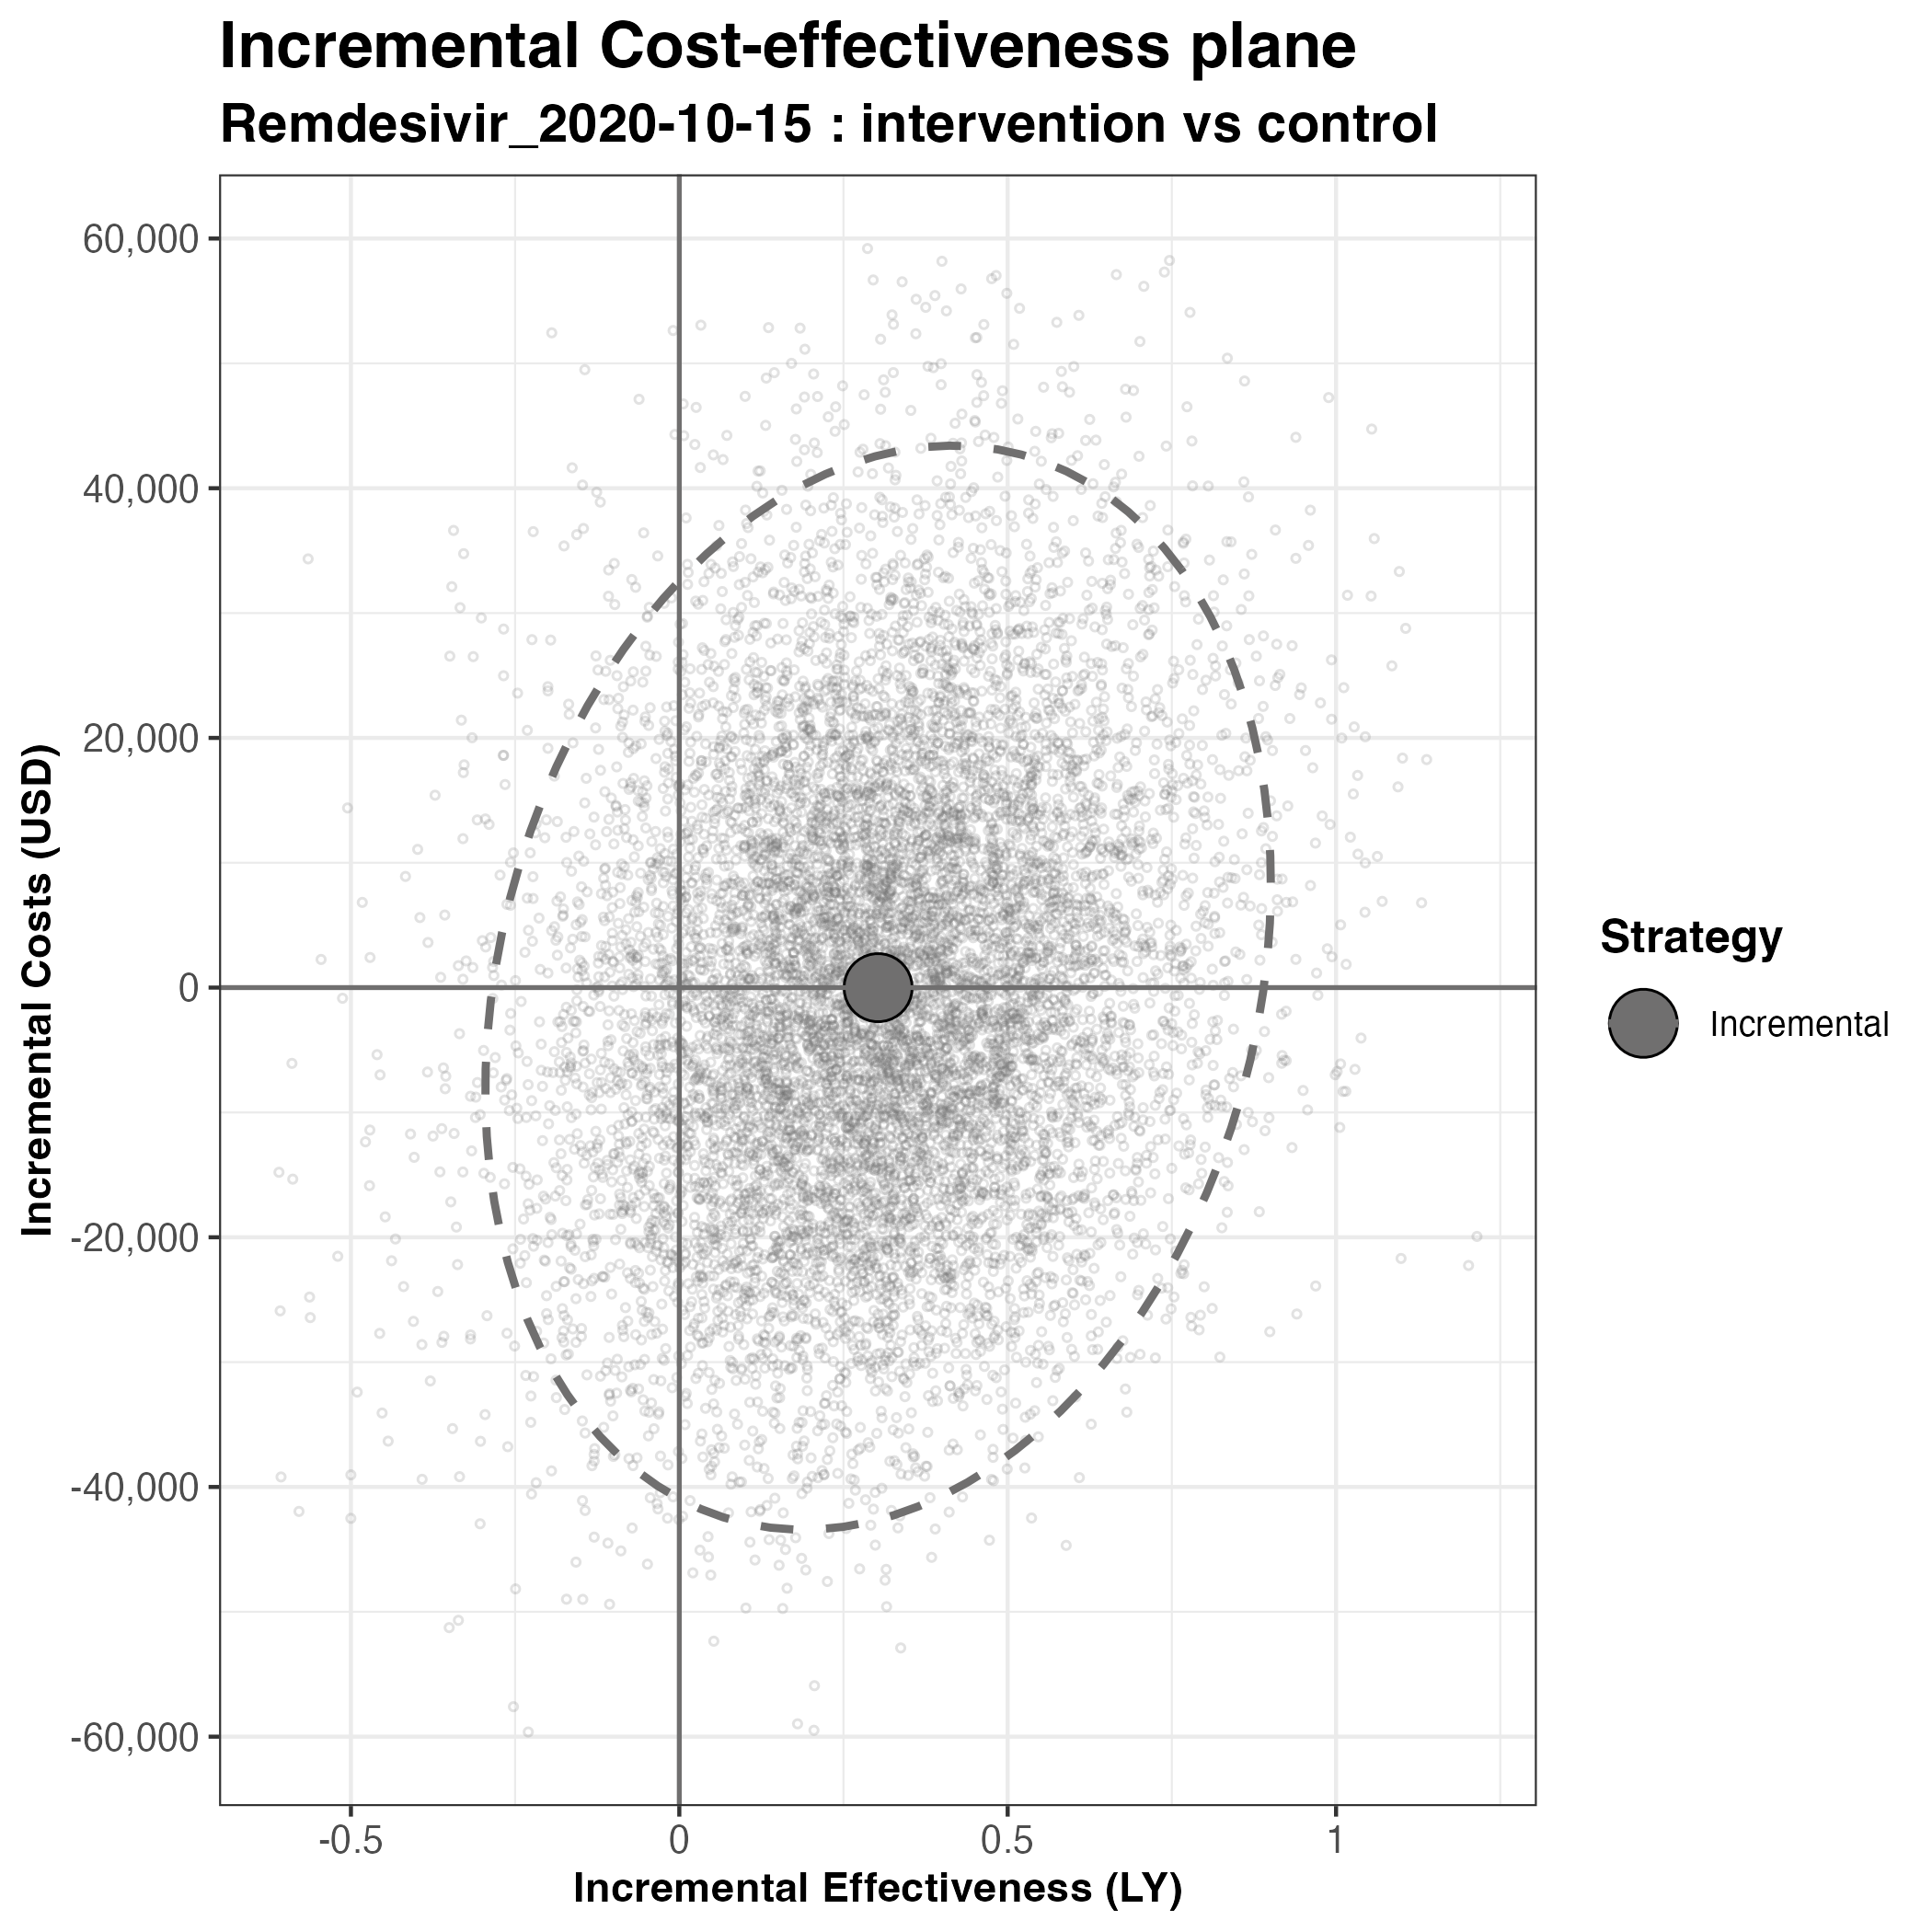 Incremental Cost-effectiveness plane
Remdesivir_2020-10-15 : intervention vs control
60,000
40,000
20,000
0
-20,000
-40,000
-60,000
Incremental Costs (USD)
-0.5
0
0.5
1
Incremental Effectiveness (LY)
Strategy
Incremental